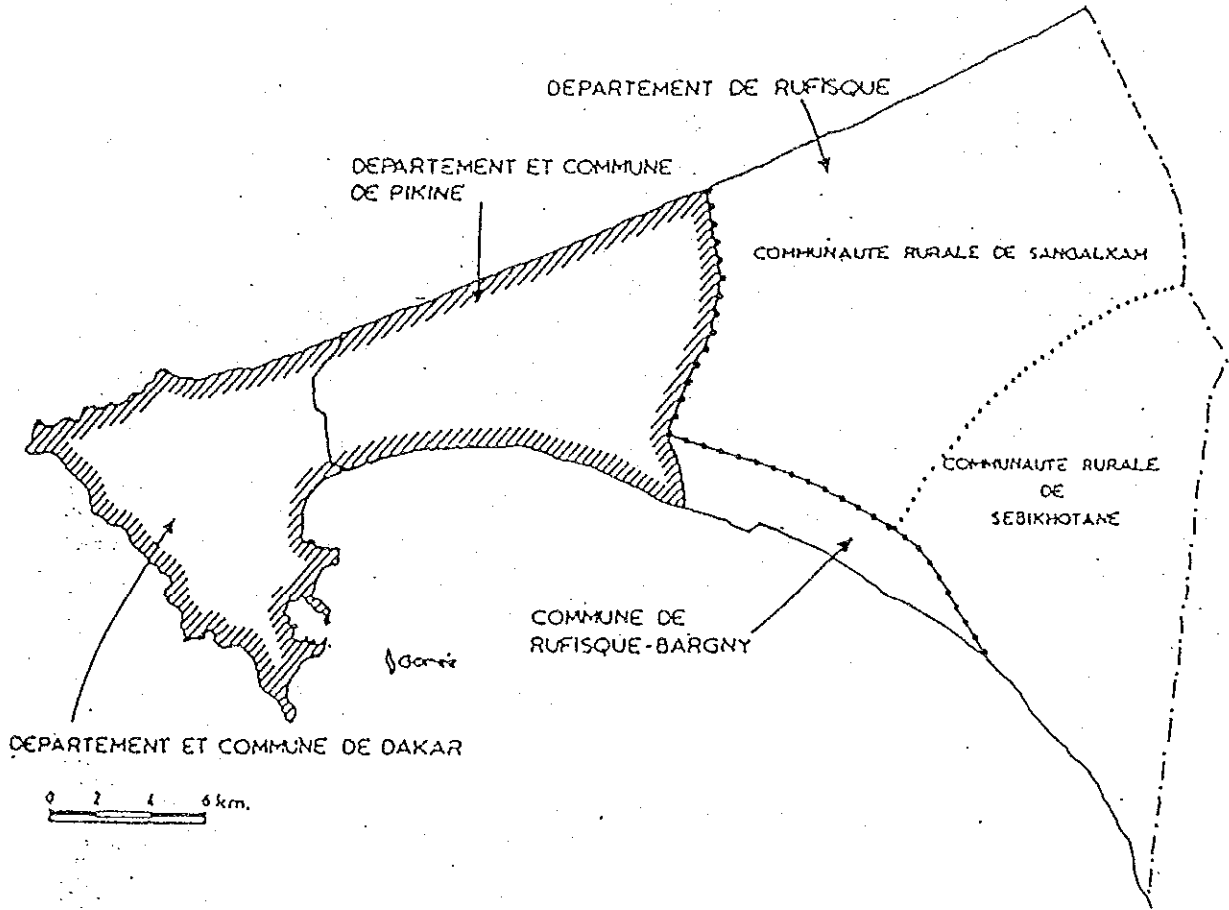 DEPARTEMENT DE RUFISQUE
DEPARTEMENT ET COMMUNE
DE PIKINE
COMMUNAUTE RURALE DE SANGALKAM
COMMUNAUTE RURALE
DE
SEBIKHOTANE
COMMUNE DE
RUFISQUE-BARGNY
Gorée
DEPARTEMENT ET COMMUNE DE DAKAR
0 2 4 6 km.